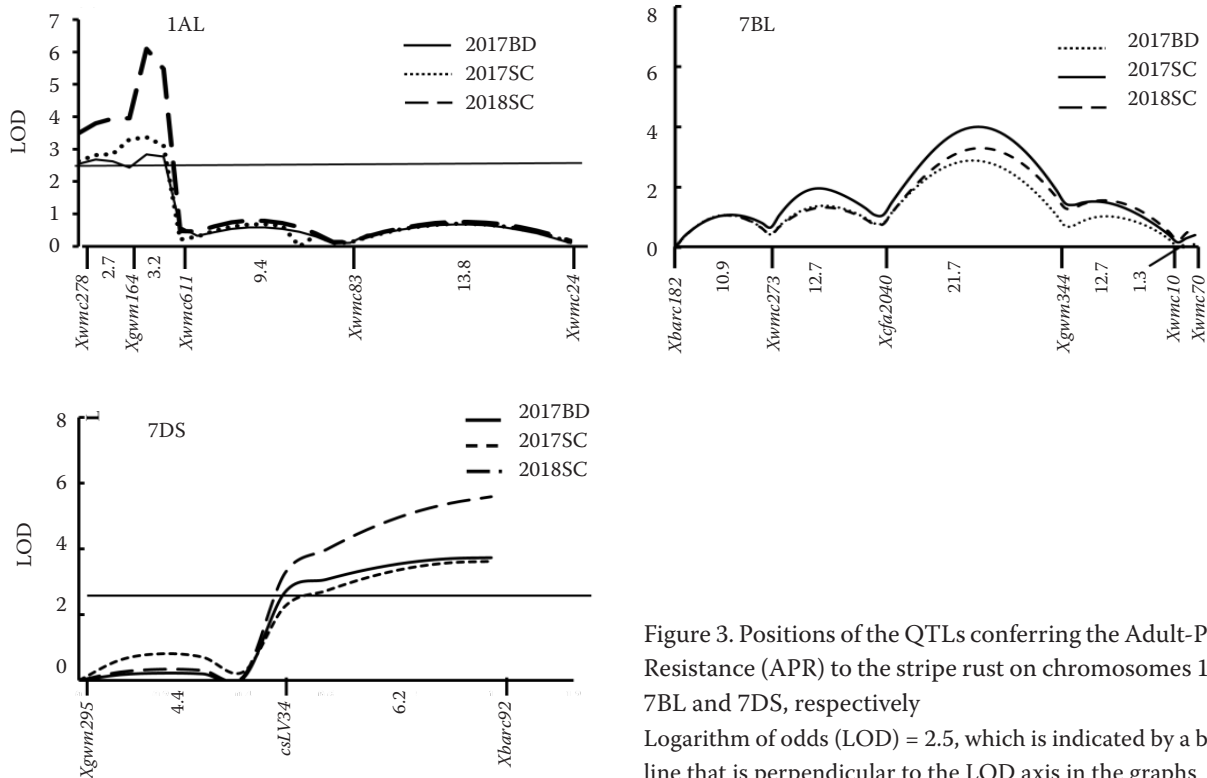 7
6
5
4
3
2
1
0
LOD
1AL
2017BD
2017SC
2018SC
Xwmc278
2.7
Xgwm164
3.2
Xwmc611
9.4
Xwmc83
13.8
Xwmc24
8
6
4
2
0
7BL
2017BD
2017SC
2018SC
Xbarc182
10.9
Xwmc273
12.7
Xcfa2040
21.7
Xgwm344
12.7
1.3
Xwmc10
Xwmc70
8
6
4
2
0
LOD
7DS
2017BD
2017SC
2018SC
Xgwm295
4.4
csLV34
6.2
Xbarc92
Figure 3. Positions of the QTLs conferring the Adult-P
Resistance (APR) to the stripe rust on chromosomes 1
7BL and 7DS, respectively
Logarithm of odds (LOD) = 2.5, which is indicated by a b
line that is perpendicular to the LOD axis in the graphs